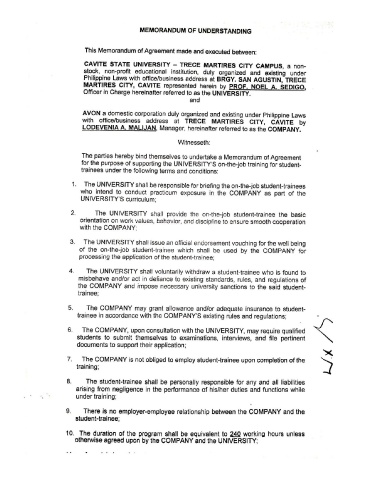 MEMORANDUM OF UNDERSTANDING
This Memorandum of Agreement made and executed between:
CAVITE STATE UNIVERSITY – TRECE MARTIRES CITY CAMPUS, a non-
stock, non-profit educational institution, duly organized and existing under
Philippine Laws with office/business address at BRGY. SAN AGUSTIN, TRECE
MARTIRES CITY, CAVITE represented herein by PROF. NOEL A. SEDIGO,
Officer in Charge hereinafter referred to as the UNIVERSITY.
and
AVON a domestic corporation duly organized and existing under Philippine Laws
with office/business address at TRECE MARTIRES CITY, CAVITE by
LODEVENIA A. MALIJAN, Manager, hereinafter referred to as the COMPANY.
Witnesseth:
The parties hereby bind themselves to undertake a Memorandum of Agreement
for the purpose of supporting the UNIVERSITY's on-the-job training for student-
trainees under the following terms and conditions:
1. The UNIVERSITY shall be responsible for briefing the on-the-job student-trainees
who intend to conduct practicum exposure in the COMPANY as part of the
UNIVERSITY'S curriculum;
2. The UNIVERSITY shall provide the on-the-job student-trainee the basic
orientation on work values, behavior, and discipline to ensure smooth cooperation
with the COMPANY;
3. The UNIVERSITY shall issue an official endorsement vouching for the well being
of the on-the-job student-trainee which shall be used by the COMPANY for
processing the application of the student-trainee;
4. The UNIVERSITY shall voluntarily withdraw a student-trainee who is found to
misbehave and/or act in defiance to existing standards, rules, and regulations of
the COMPANY and impose necessary university sanctions to the said student-
trainee;
5. The COMPANY may grant allowance and/or adequate insurance to student-
trainee in accordance with the COMPANY'S existing rules and regulations;
6. The COMPANY, upon consultation with the UNIVERSITY, may require qualified
students to submit themselves to examinations, interviews, and file pertinent
documents to support their application;
7. The COMPANY is not obliged to employ student-trainee upon completion of the
training;
8. The student-trainee shall be personally responsible for any and all liabilities
arising from negligence in the performance of his/her duties and functions while
under training;
9. There is no employer-employee relationship between the COMPANY and the
student-trainee;
10. The duration of the program shall be equivalent to 240 working hours unless
otherwise agreed upon by the COMPANY and the UNIVERSITY;